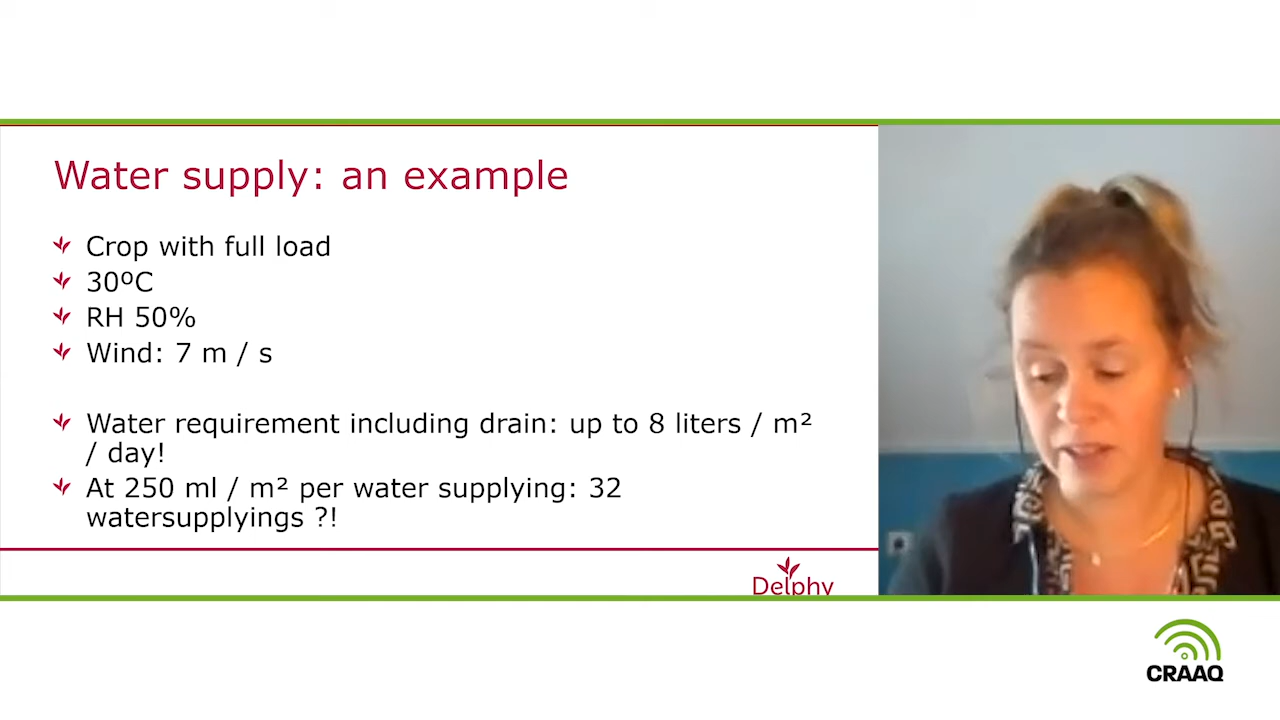 Water supply: an example
Crop with full load
30ºC
RH 50%
Wind: 7 m / s
Water requirement including drain: up to 8 liters / m²
/ day!
At 250 ml / m² per water supplying: 32
watersupplyings ?!
Delphy
CRAAQ